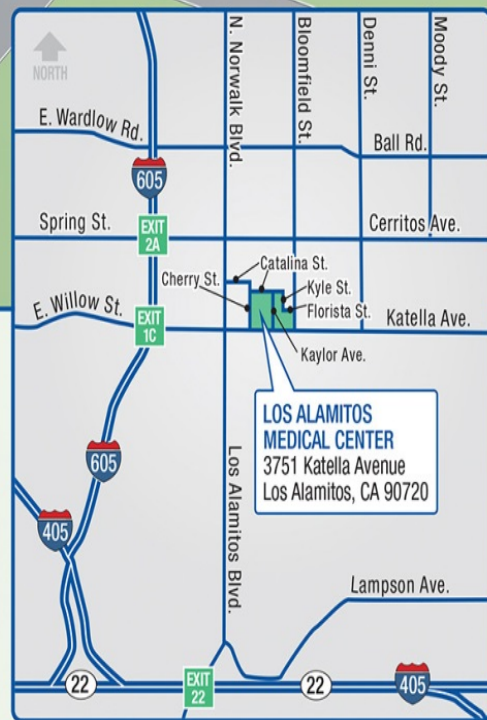 NORTH
N. Norwalk Blvd.
Bloomfield St.
Denni St.
Moody St.
E. Wardlow Rd.
Ball Rd.
605
Spring St.
EXIT
2A
Cerritos Ave.
Catalina St.
Cherry St.
Kyle St.
Florista St.
E. Willow St.
EXIT
1C
Katella Ave.
Kaylor Ave.
LOS ALAMITOS
MEDICAL CENTER
3751 Katella Avenue
Los Alamitos, CA 90720
605
Los Alamitos Blvd.
405
Lampson Ave.
22
EXIT
22
22
405